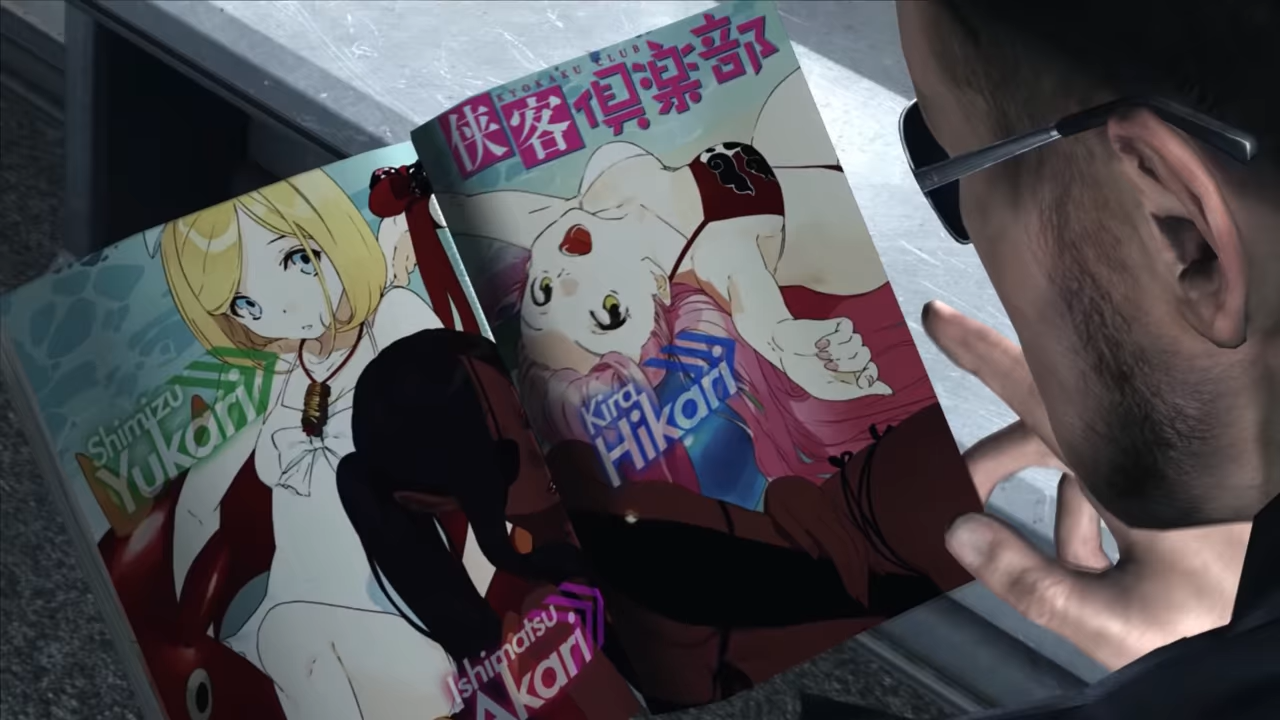 KYOKAKU CLUB
侠客倶楽部
Shimizu
Yukari
Kira
Hikari
Ishimatsu
Akari